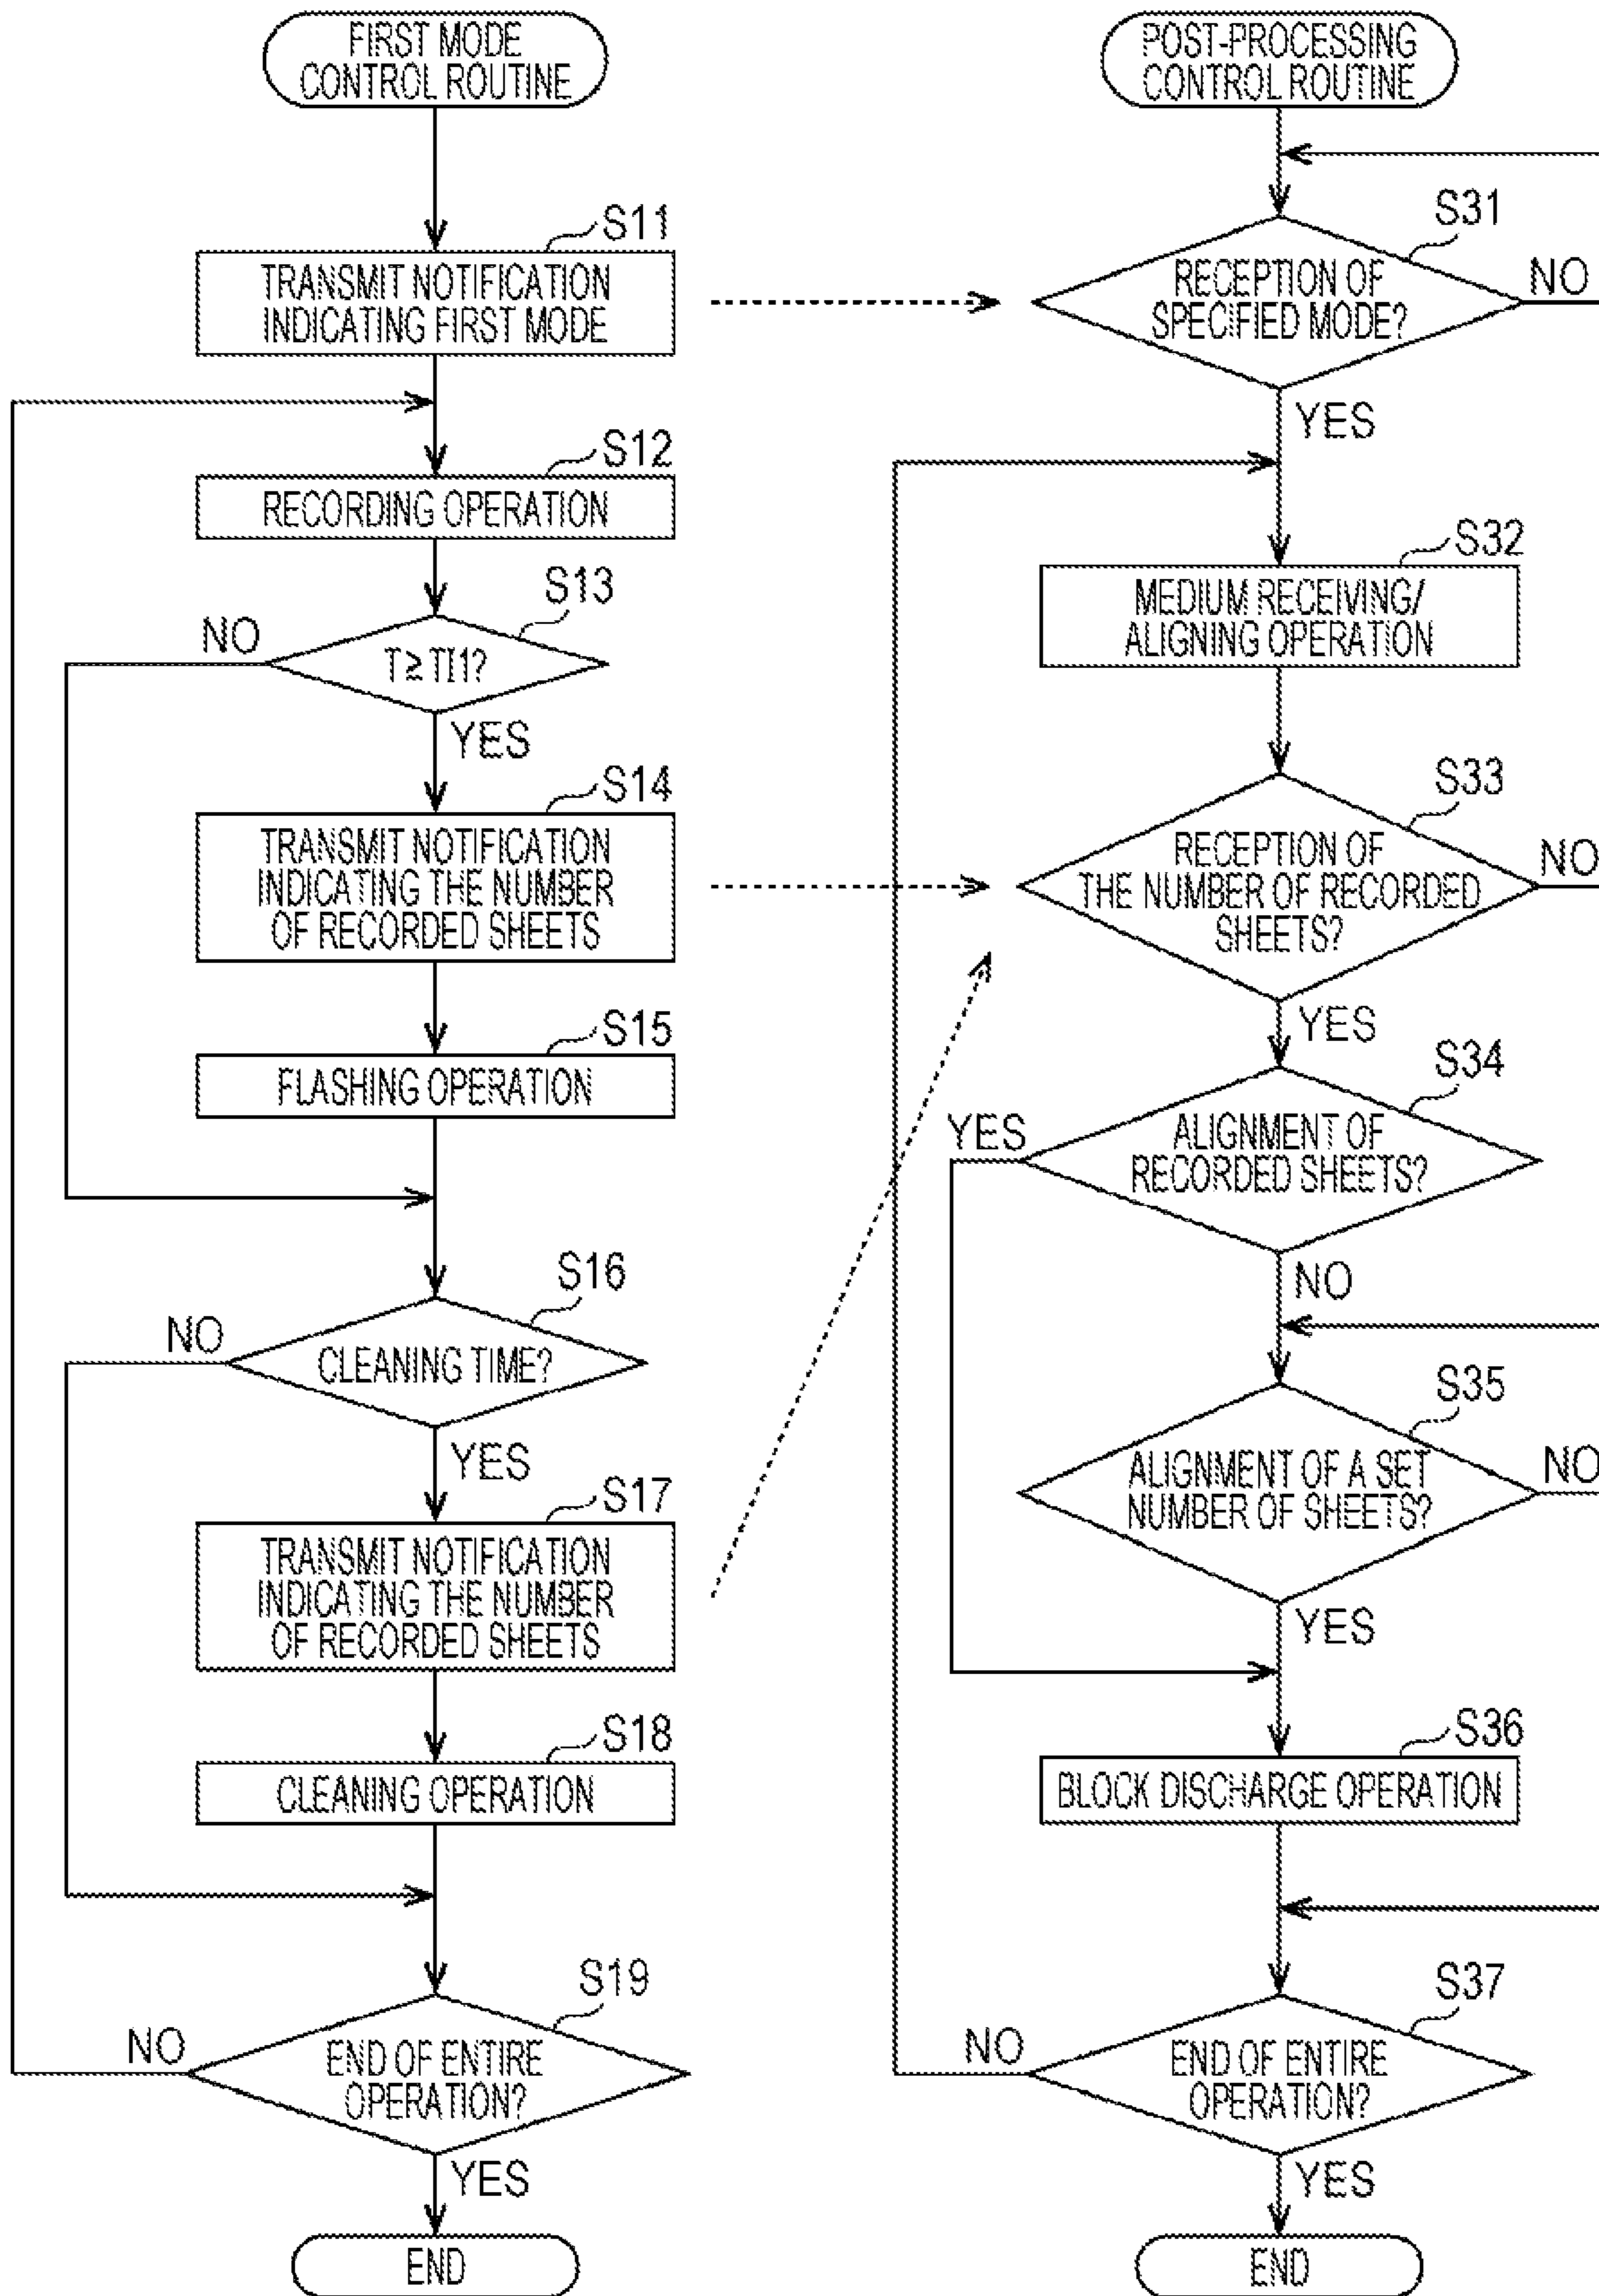 FIRST MODE
CONTROL ROUTINE
S11
TRANSMIT NOTIFICATION
INDICATING FIRST MODE
S12
RECORDING OPERATION
S13
NO
T≥TI1?
YES
S14
TRANSMIT NOTIFICATION
INDICATING THE NUMBER
OF RECORDED SHEETS
S15
FLASHING OPERATION
S16
NO
CLEANING TIME?
YES
S17
TRANSMIT NOTIFICATION
INDICATING THE NUMBER
OF RECORDED SHEETS
S18
CLEANING OPERATION
S19
NO
END OF ENTIRE
OPERATION?
YES
END
POST-PROCESSING
CONTROL ROUTINE
S31
RECEPTION OF
SPECIFIED MODE?
NO
YES
S32
MEDIUM RECEIVING/
ALIGNING OPERATION
S33
RECEPTION OF
THE NUMBER OF RECORDED
SHEETS?
NO
YES
S34
YES
ALIGNMENT OF
RECORDED SHEETS?
NO
S35
ALIGNMENT OF A SET
NUMBER OF SHEETS?
NO
YES
S36
BLOCK DISCHARGE OPERATION
S37
NO
END OF ENTIRE
OPERATION?
YES
END